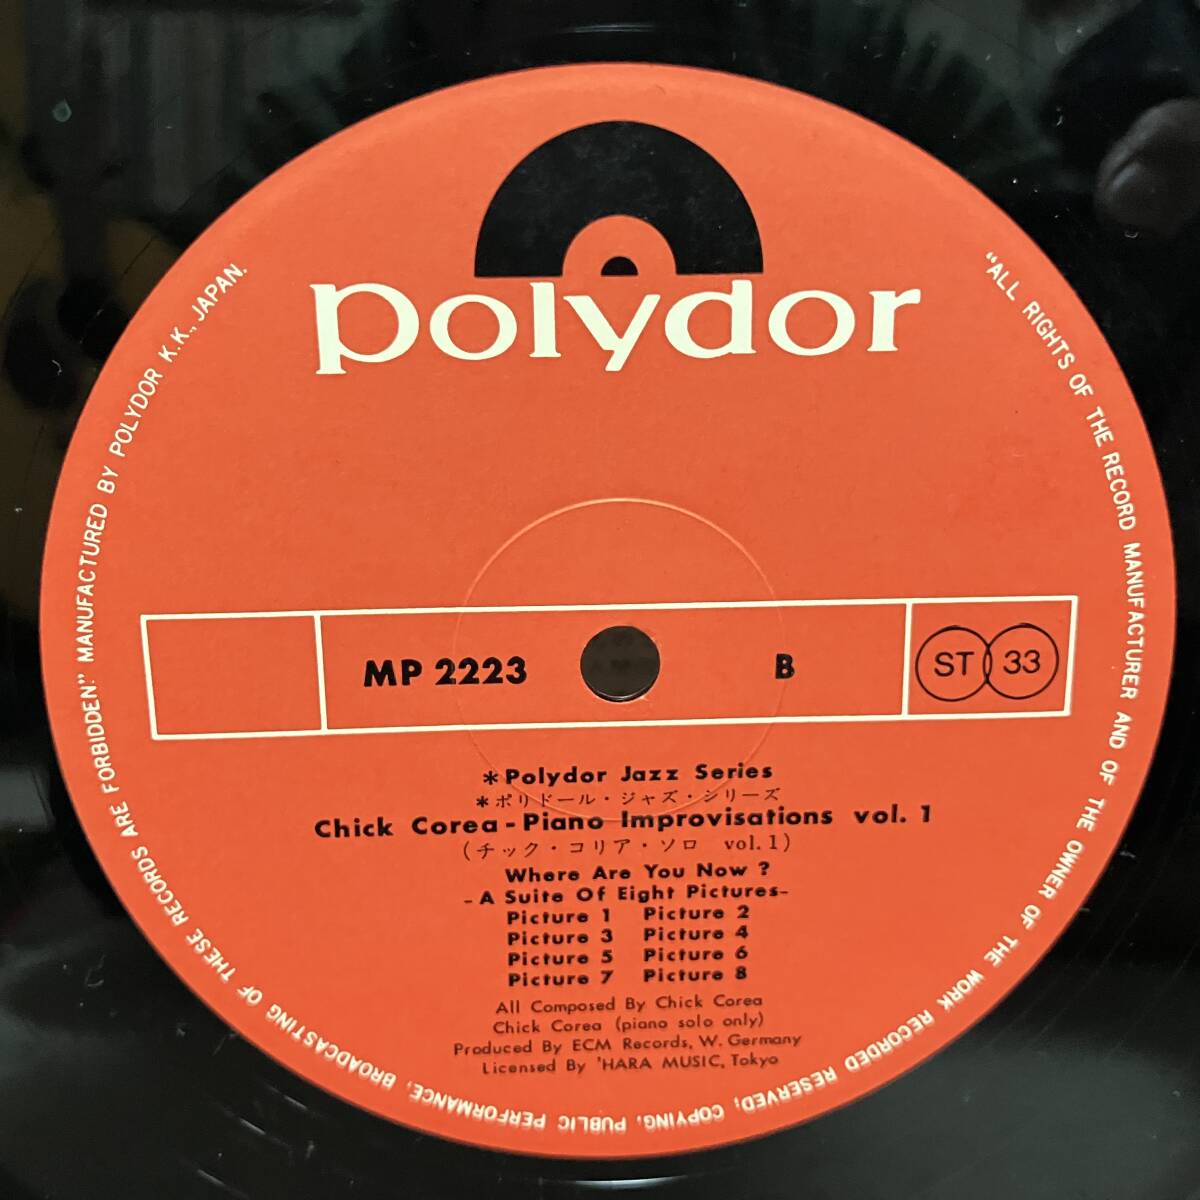 polydor
MP 2223 B ST 33
*Polydor Jazz Series
*ポリドール・ジャズ・シリーズ
Chick Corea-Piano Improvisations vol. 1
(チック・コリア・ソロ vol.1)
Where Are You Now ?
-A Suite Of Eight Pictures-
Picture 1 Picture 2
Picture 3 Picture 4
Picture 5 Picture 6
Picture 7 Picture 8
All Composed By Chick Corea
Chick Corea (piano solo only)
Produced By ECM Records, W. Germany
Licensed By 'HARA MUSIC, Tokyo
"ALL RIGHTS OF THE RECORD MANUFACTURER AND OF THE OWNER OF THE WORK RECORDED RESERVED; COPYING, PUBLIC PERFORMANCE, BROADCASTING OF THESE RECORDS ARE FORBIDDEN." MANUFACTURED BY POLYDOR K.K., JAPAN.